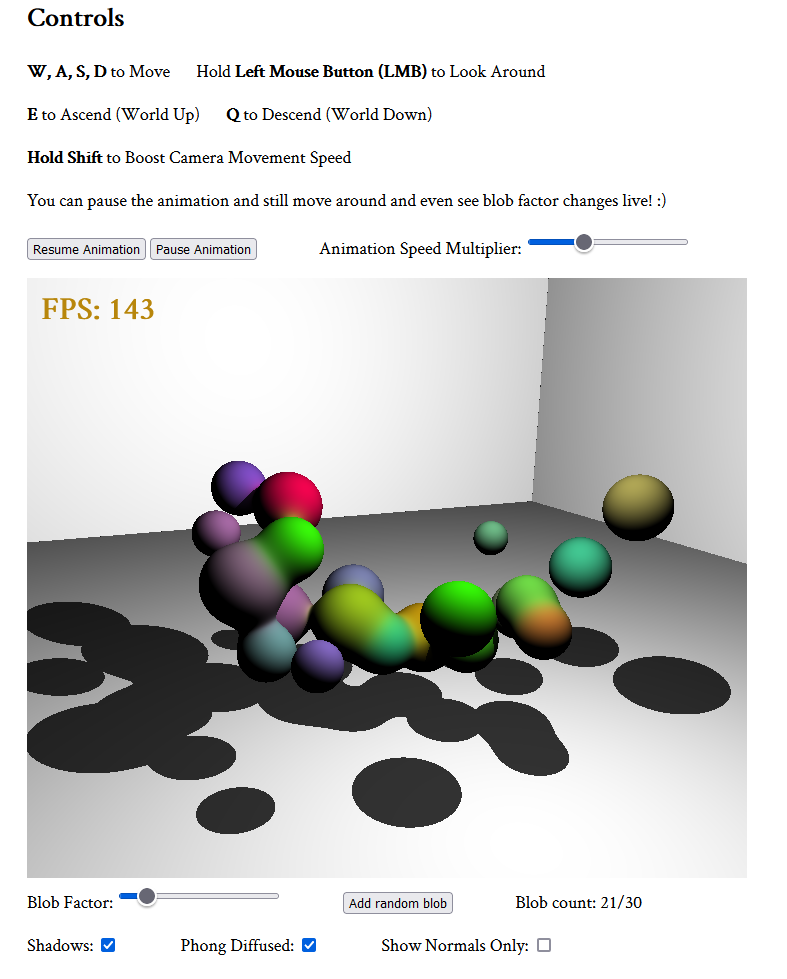 Controls
W, A, S, D to Move Hold Left Mouse Button (LMB) to Look Around
E to Ascend (World Up) Q to Descend (World Down)
Hold Shift to Boost Camera Movement Speed
You can pause the animation and still move around and even see blob factor changes live! :)
Resume Animation Pause Animation Animation Speed Multiplier:
FPS: 143
Blob Factor: Add random blob Blob count: 21/30
Shadows: Phong Diffused: Show Normals Only: